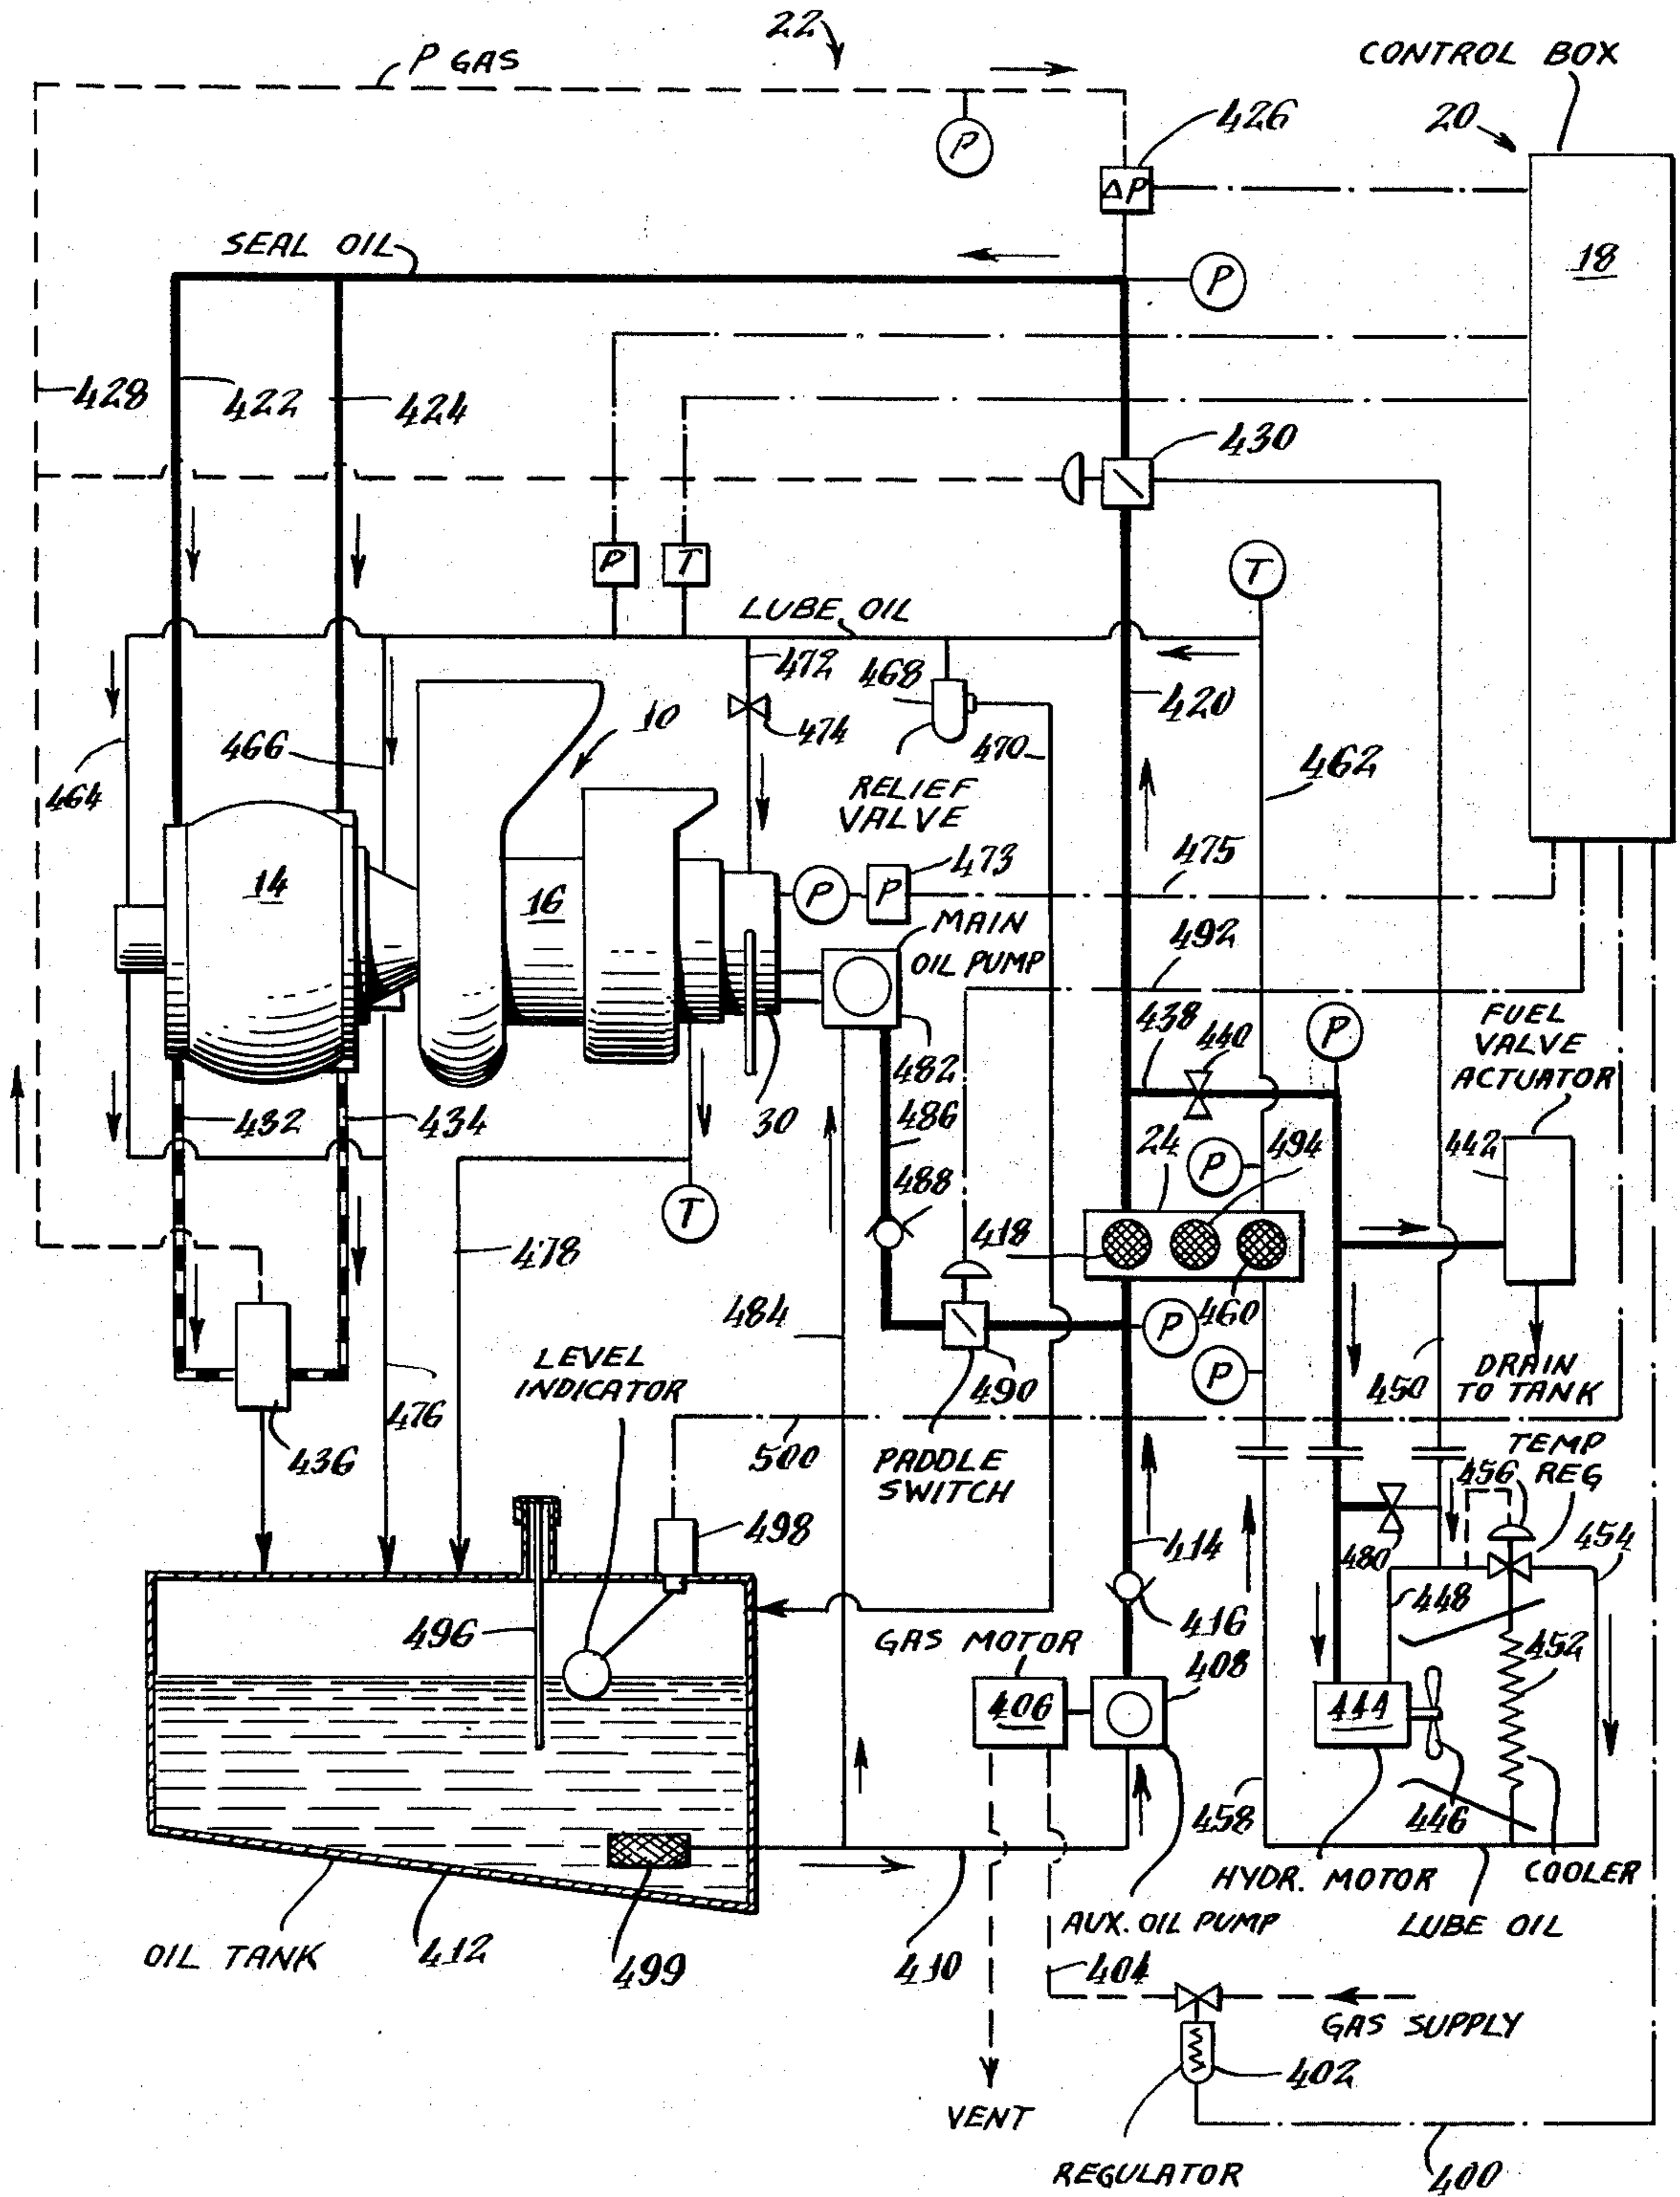 22
P GAS
CONTROL BOX
P
426
20
ΔP
SEAL OIL
18
P
428
422
424
430
P
T
T
LUBE OIL
472
468
420
10
474
470
462
466
464
RELIEF
VALVE
475
473
14
16
P
P
MAIN
OIL PUMP
492
438
440
P
FUEL
VALVE
ACTUATOR
482
432
434
30
486
24
494
442
P
488
T
478
418
484
460
P
LEVEL
INDICATOR
490
P
450
DRAIN
TO TANK
476
436
500
PADDLE
SWITCH
TEMP
REG
456
498
414
480
454
448
496
416
GAS MOTOR
408
452
406
444
458
446
HYDR. MOTOR
COOLER
AUX. OIL PUMP
LUBE OIL
OIL TANK
412
499
410
404
GAS SUPPLY
402
VENT
REGULATOR
400